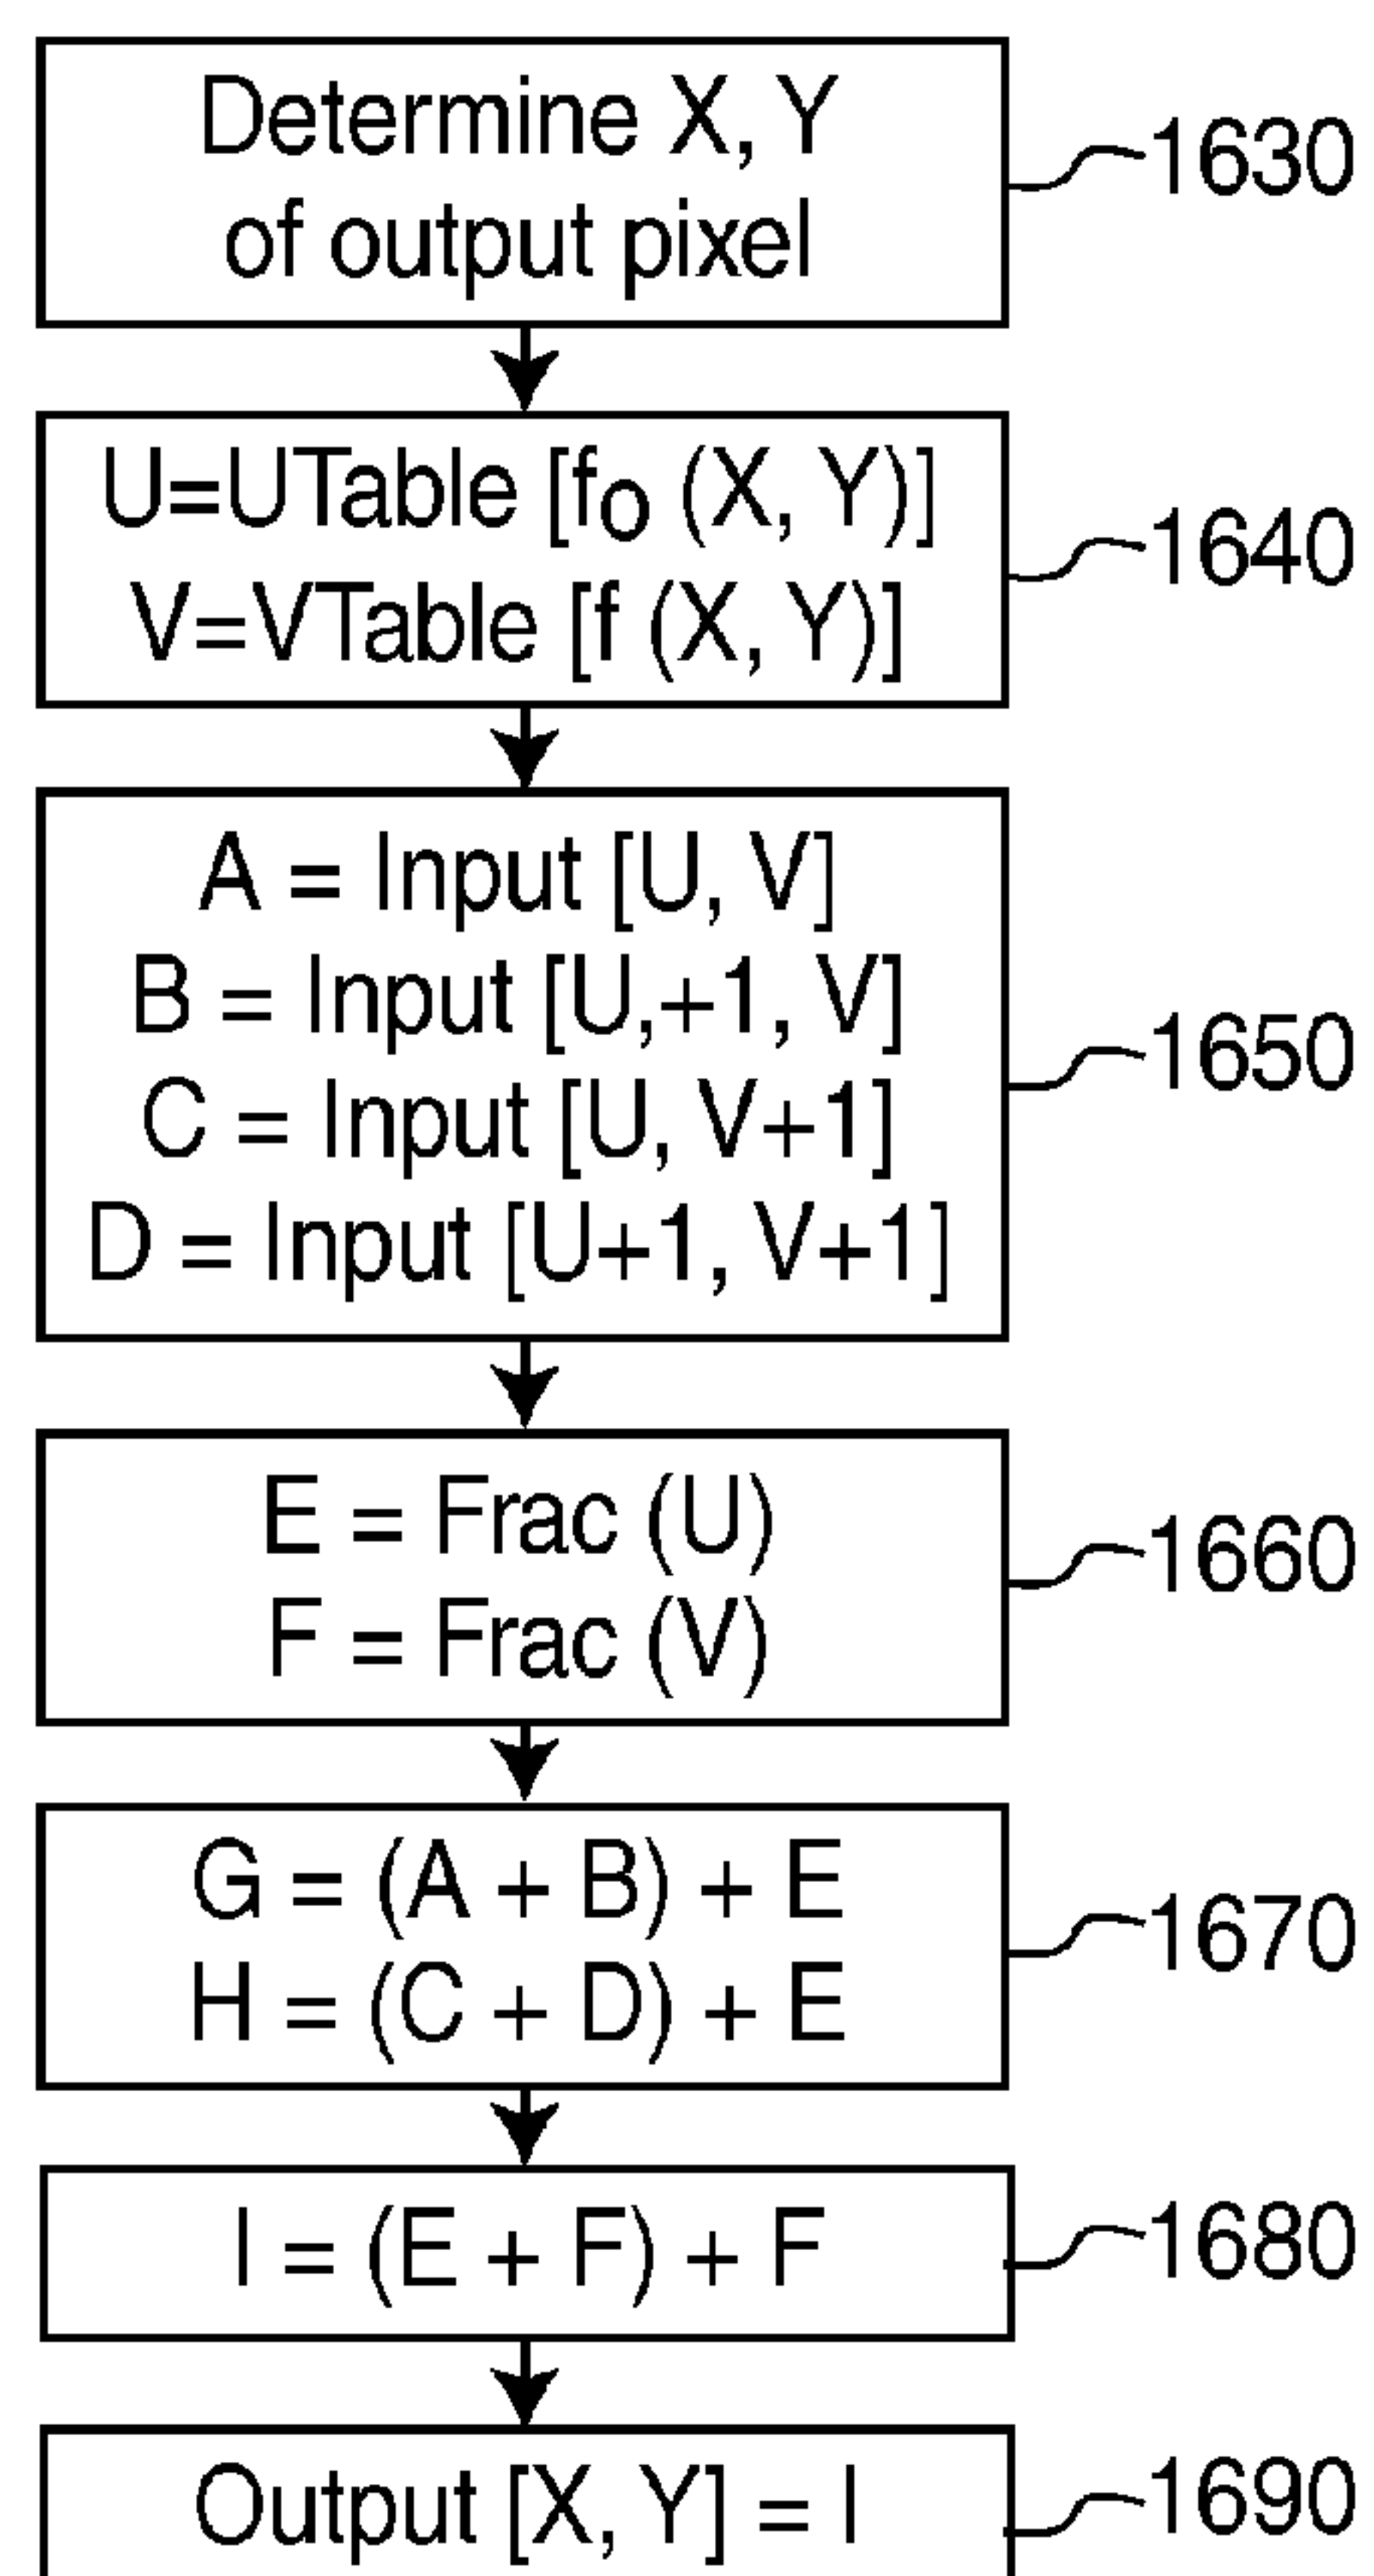 Determine X, Y
of output pixel
1630
U=UTable [fo (X, Y)]
V=VTable [f (X, Y)]
1640
A = Input [U, V]
B = Input [U,+1, V]
C = Input [U, V+1]
D = Input [U+1, V+1]
1650
E = Frac (U)
F = Frac (V)
1660
G = (A + B) + E
H = (C + D) + E
1670
I = (E + F) + F
1680
Output [X, Y] = I
1690